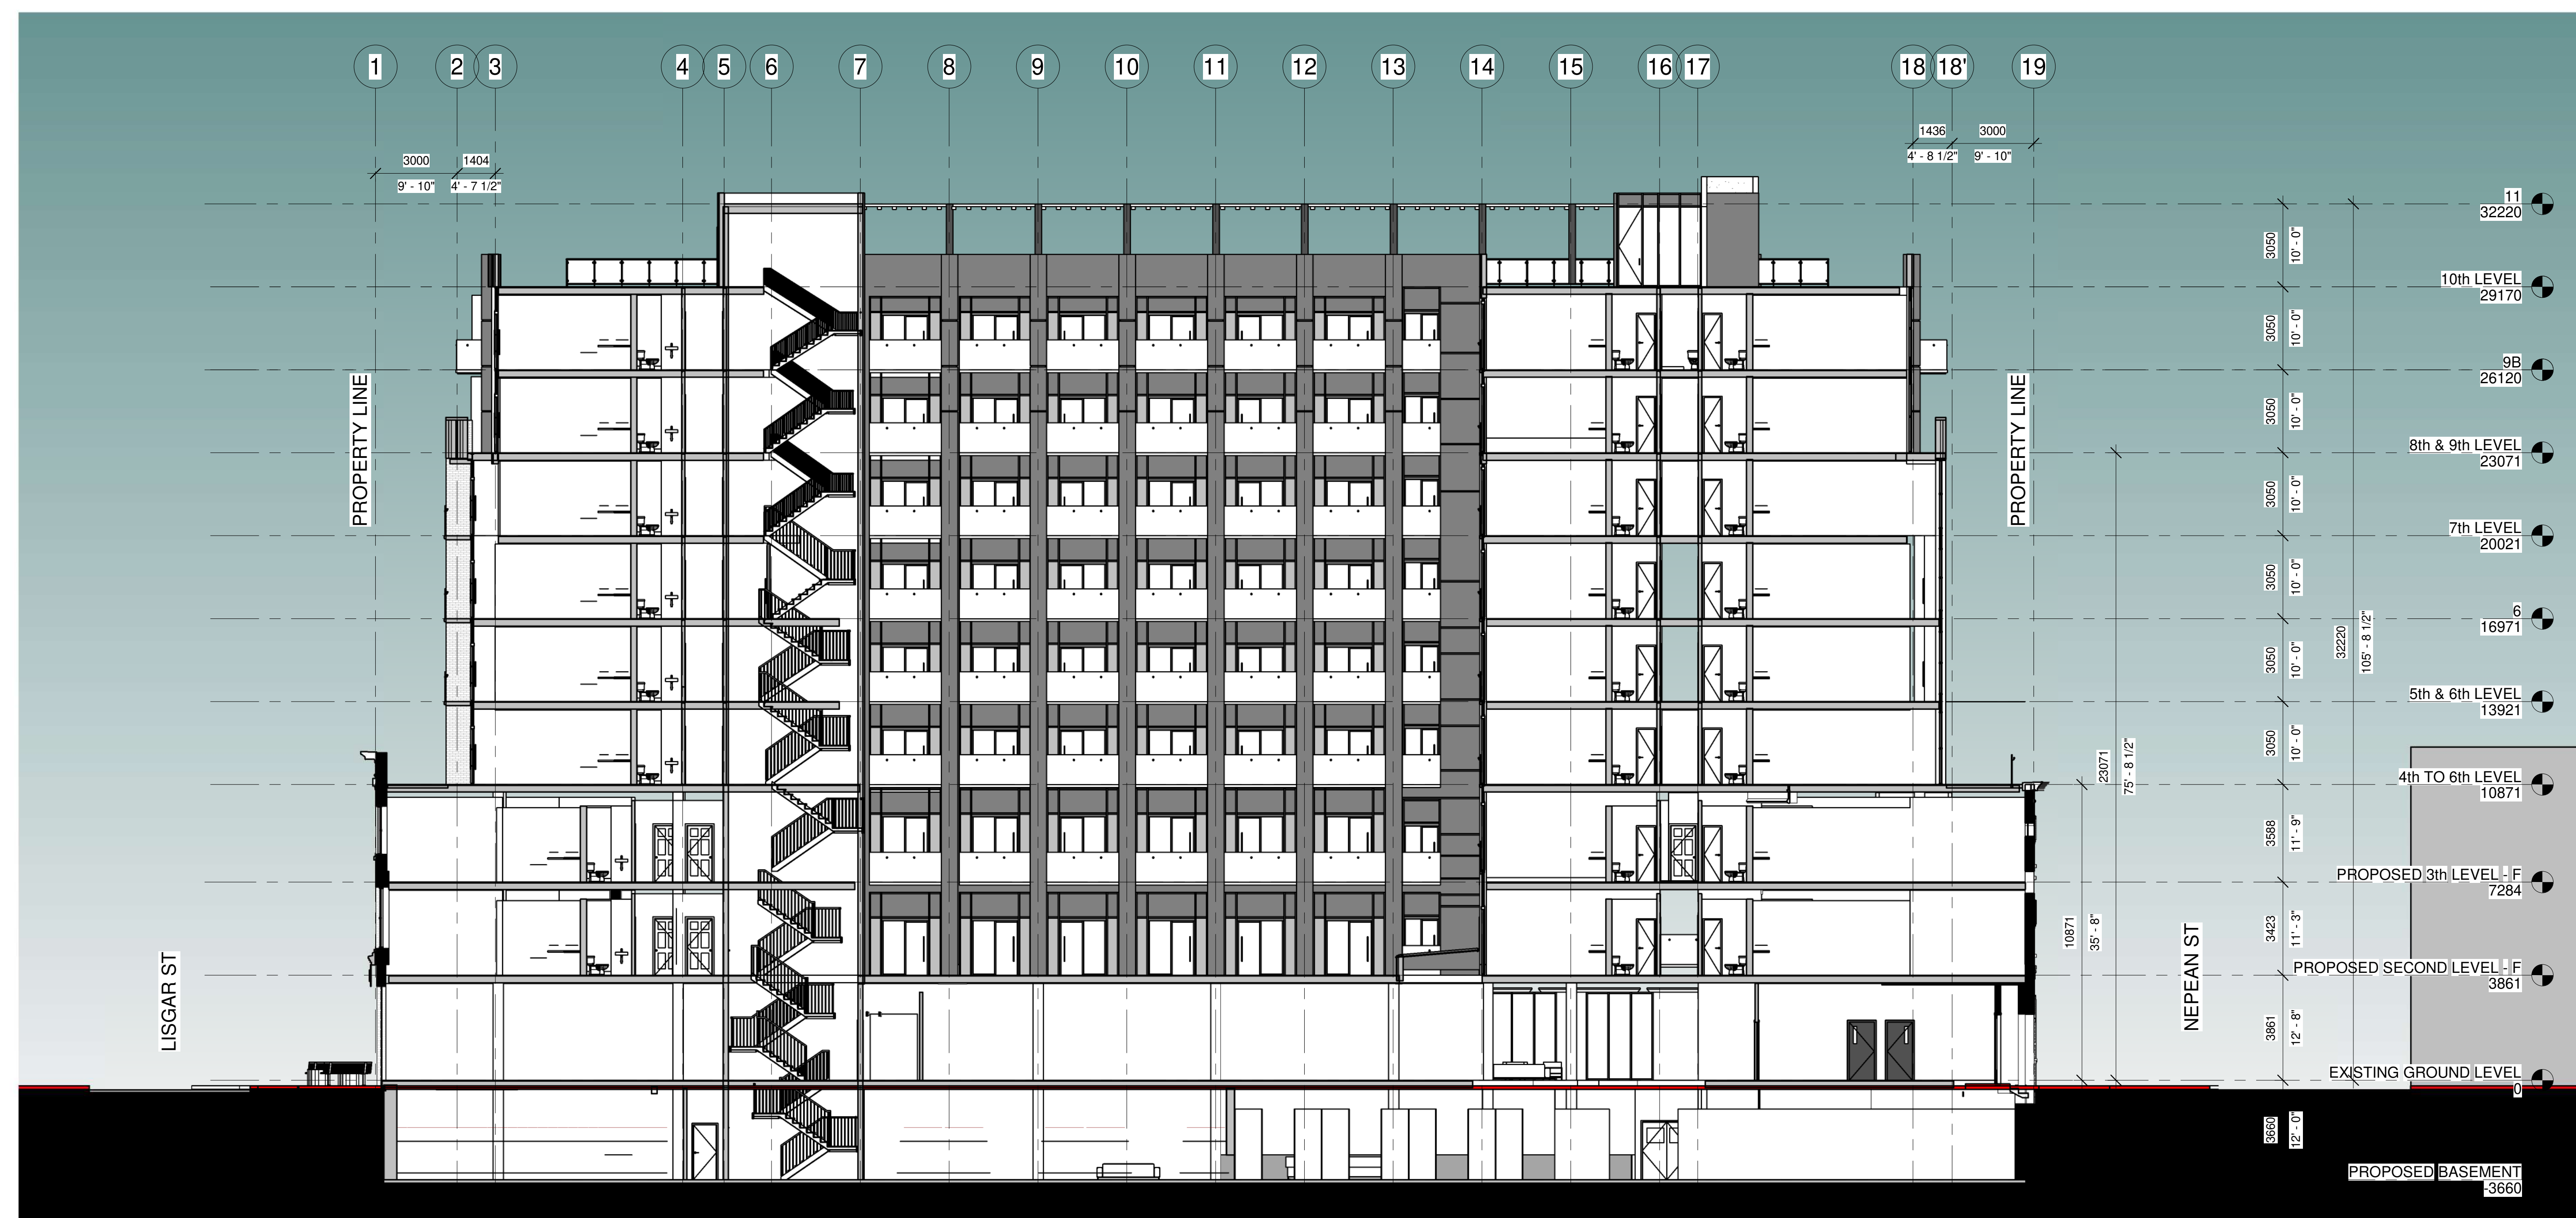 1 2 3 4 5 6 7 8 9 10 11 12 13 14 15 16 17 18 18' 19
1436 3000
4' - 8 1/2" 9' - 10"
3000 1404
9' - 10" 4' - 7 1/2"
11
32220
3050
10' - 0"
10th LEVEL
29170
3050
10' - 0"
9B
26120
3050
10' - 0"
PROPERTY LINE
PROPERTY LINE
8th & 9th LEVEL
23071
3050
10' - 0"
7th LEVEL
20021
3050
10' - 0"
6
16971
32220
105' - 8 1/2"
3050
10' - 0"
5th & 6th LEVEL
13921
3050
10' - 0"
23071
75' - 8 1/2"
4th TO 6th LEVEL
10871
3588
11' - 9"
PROPOSED 3th LEVEL - F
7284
10871
35' - 8"
3423
11' - 3"
LISGAR ST
NEPEAN ST
PROPOSED SECOND LEVEL - F
3861
3861
12' - 8"
EXISTING GROUND LEVEL
0
3660
12' - 0"
PROPOSED BASEMENT
-3660